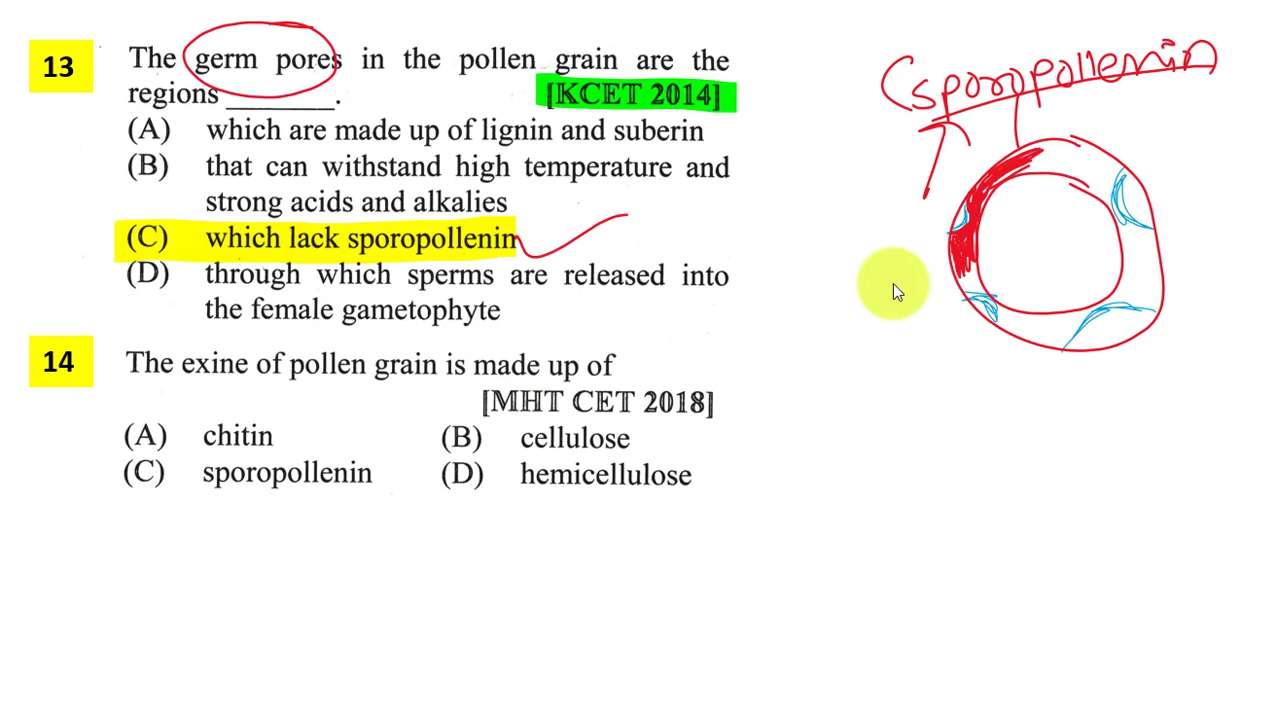 13 The germ pores in the pollen grain are the
regions _______. [KCET 2014]
(A) which are made up of lignin and suberin
(B) that can withstand high temperature and
strong acids and alkalies
(C) which lack sporopollenin
(D) through which sperms are released into
the female gametophyte
14 The exine of pollen grain is made up of
[MHT CET 2018]
(A) chitin (B) cellulose
(C) sporopollenin (D) hemicellulose
(sporopollenin